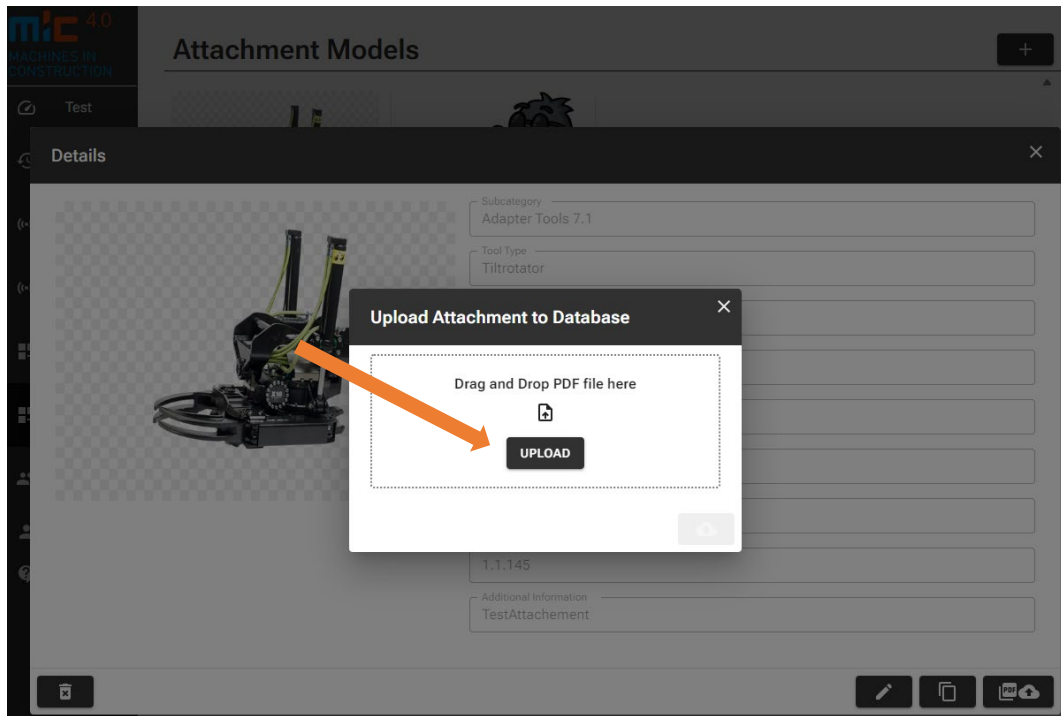 mic 4.0
MACHINES IN
CONSTRUCTION
Attachment Models
+
Test
Details
Subcategory
Adapter Tools 7.1
Tool Type
Tiltrotator
Upload Attachment to Database
Drag and Drop PDF file here
UPLOAD
1.1.145
Additional Information
TestAttachement
PDF